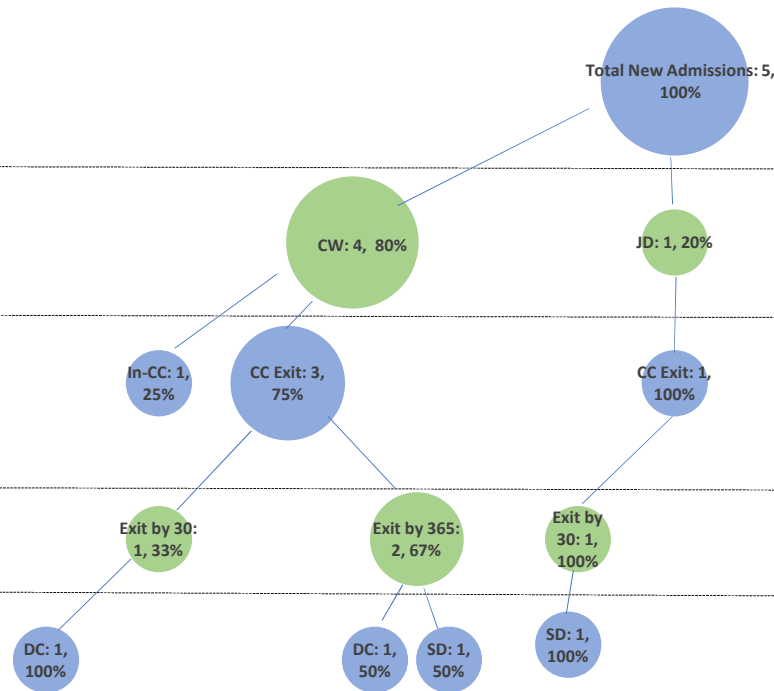 Total New Admissions: 5,
100%
CW: 4, 80%
JD: 1, 20%
In-CC: 1,
25%
CC Exit: 3,
75%
CC Exit: 1,
100%
Exit by 30:
1, 33%
Exit by 365:
2, 67%
Exit by
30: 1,
100%
DC: 1,
100%
DC: 1,
50%
SD: 1,
50%
SD: 1,
100%